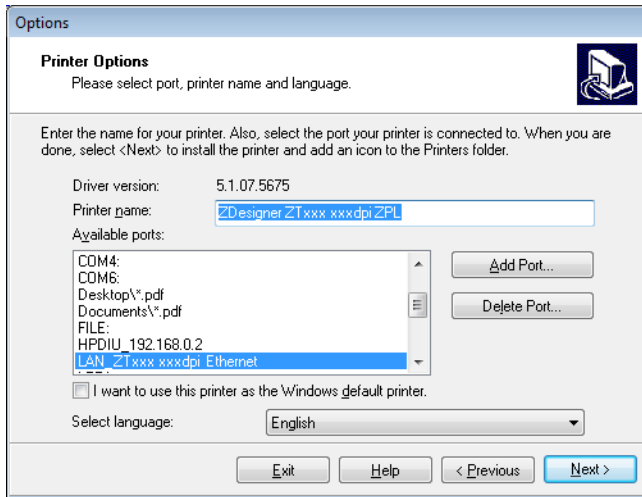 Options
Printer Options
Please select port, printer name and language.
Enter the name for your printer. Also, select the port your printer is connected to. When you are
done, select <Next> to install the printer and add an icon to the Printers folder.
Driver version: 5.1.07.5675
Printer name: ZDesigner ZTxxx xxxdpi ZPL
Available ports:
COM4:
COM6:
Desktop\*.pdf
Documents\*.pdf
FILE:
HPDIU_192.168.0.2
LAN_ZTxxx xxxdpi Ethernet
Add Port...
Delete Port...
I want to use this printer as the Windows default printer.
Select language: English
Exit Help < Previous Next >